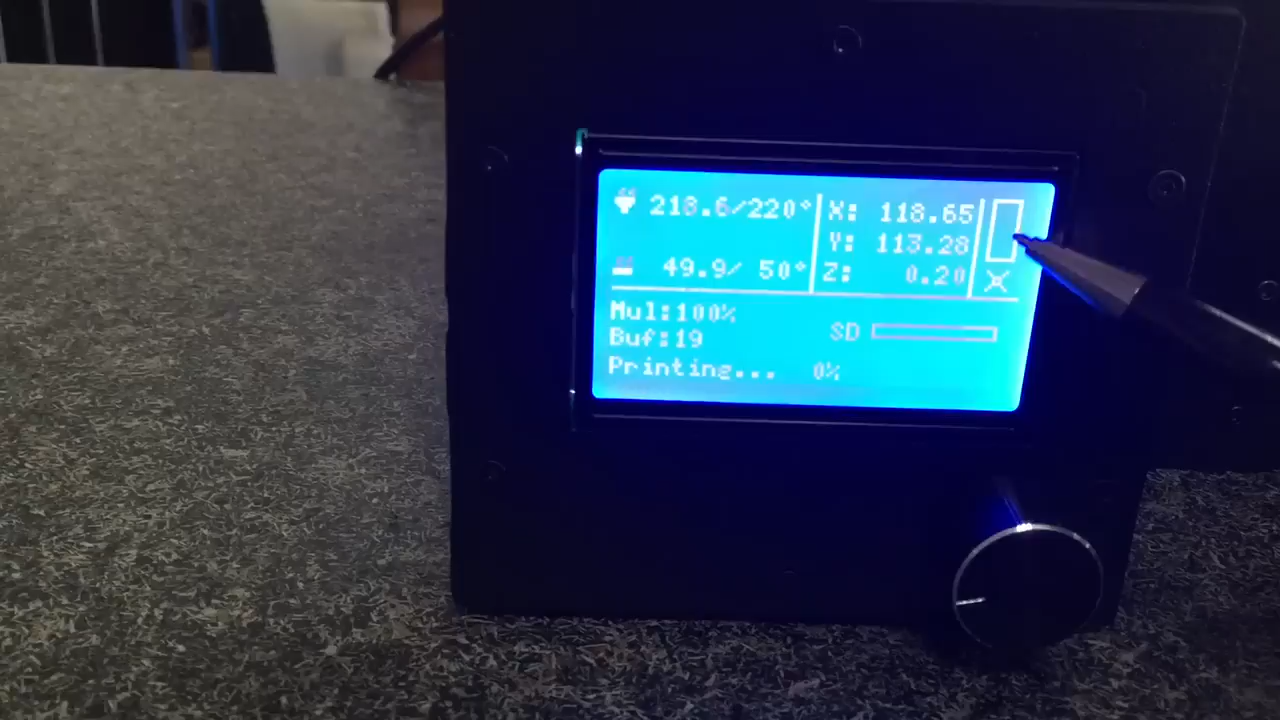 218.6/220° X: 118.65
Y: 113.28
49.9/ 50° Z: 0.20
Mul:100%
Buf:19 SD
Printing... 0%